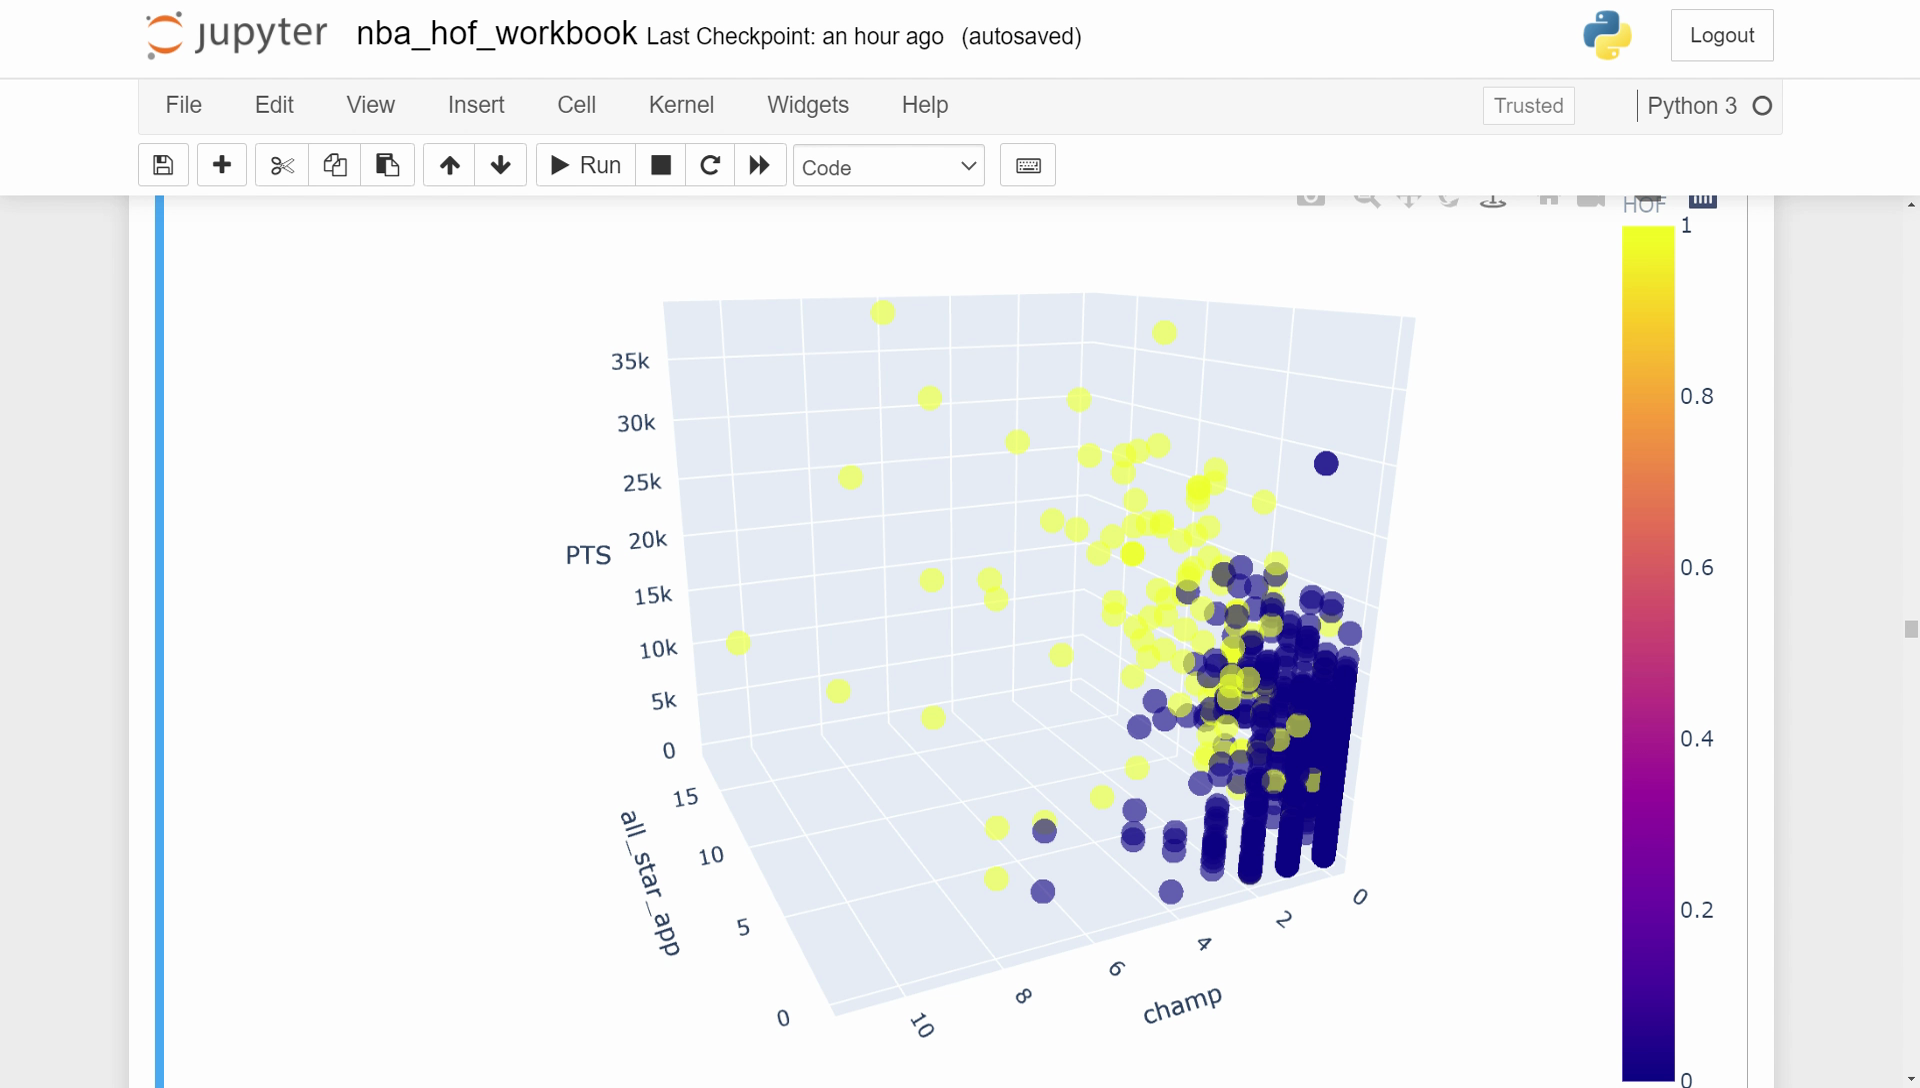 jupyter nba_hof_workbook Last Checkpoint: an hour ago (autosaved) Logout
File Edit View Insert Cell Kernel Widgets Help Trusted Python 3
Run Code
HOF
1
35k
0.8
30k
25k
PTS 20k
0.6
15k
10k
5k
0.4
0
15
10
5
0
all_star_app
0.2
0
2
4
6
8
10
champ
0